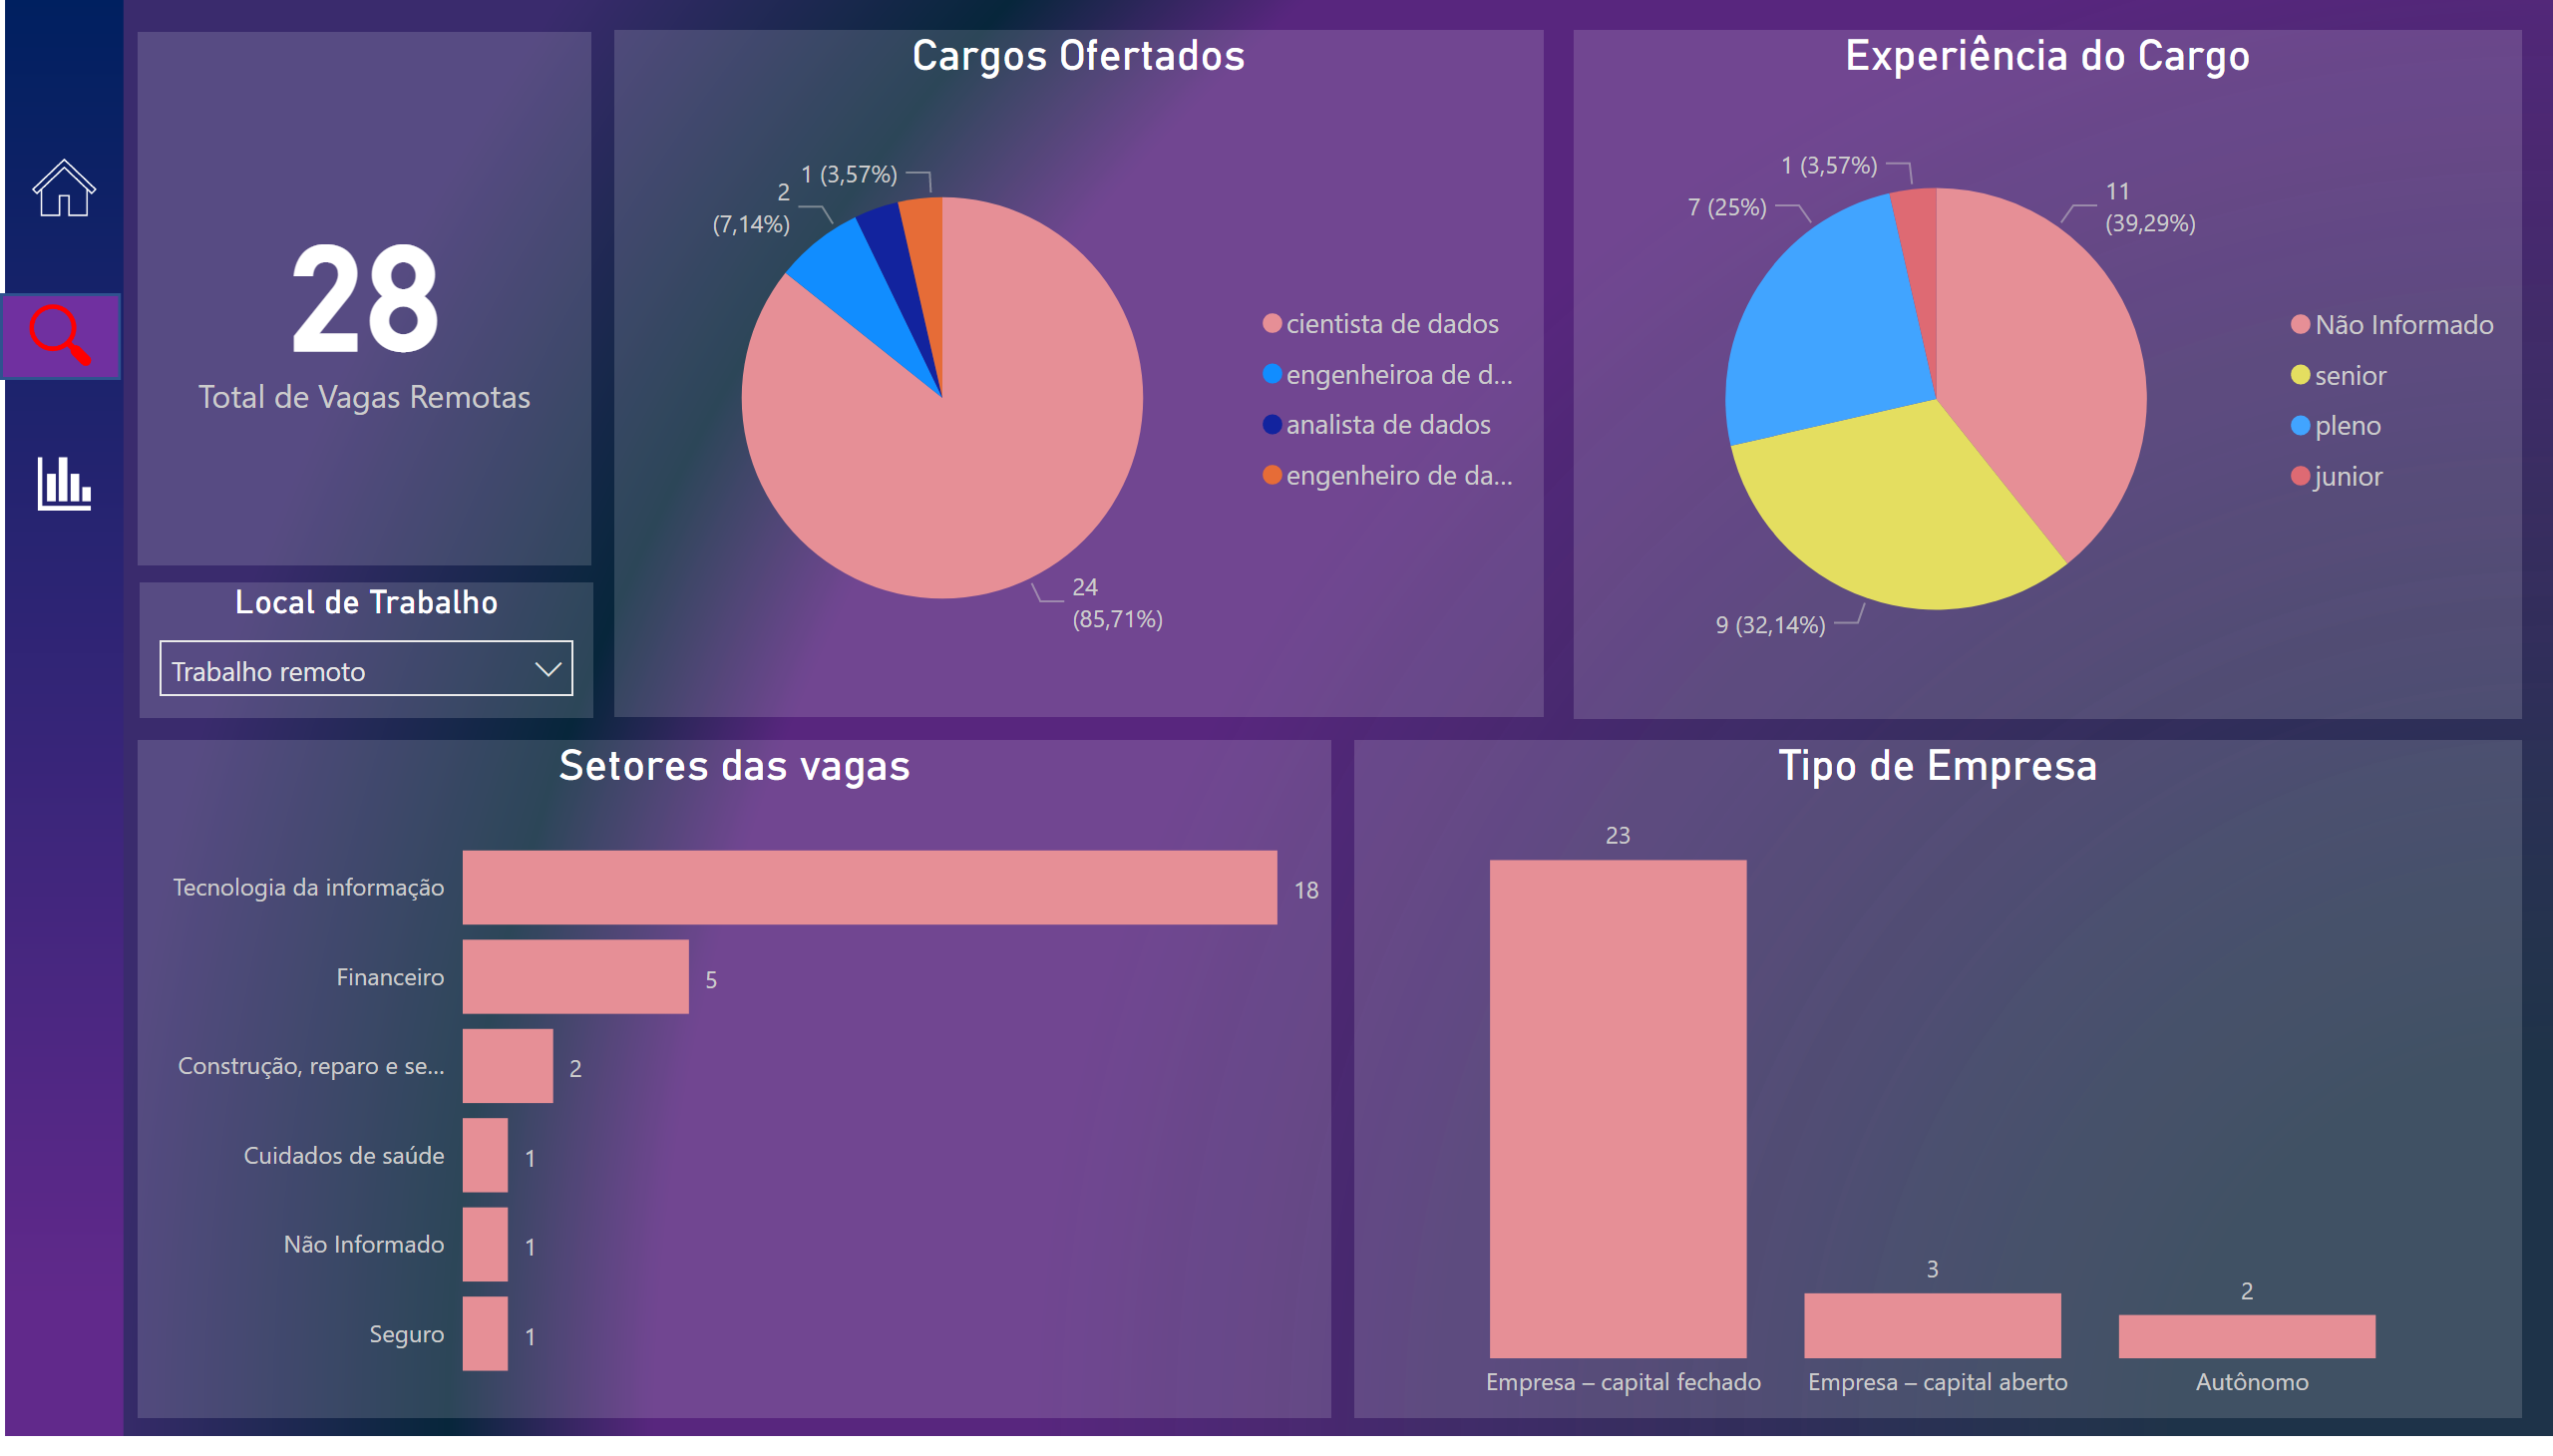 28
Total de Vagas Remotas
Local de Trabalho
Trabalho remoto
Cargos Ofertados
1 (3,57%)
2
(7,14%)
24
(85,71%)
cientista de dados
engenheiroa de d...
analista de dados
engenheiro de da...
Experiência do Cargo
1 (3,57%)
7 (25%)
11
(39,29%)
9 (32,14%)
Não Informado
senior
pleno
junior
Setores das vagas
Tecnologia da informação
18
Financeiro
5
Construção, reparo e se...
2
Cuidados de saúde
1
Não Informado
1
Seguro
1
Tipo de Empresa
23
3
2
Empresa – capital fechado
Empresa – capital aberto
Autônomo